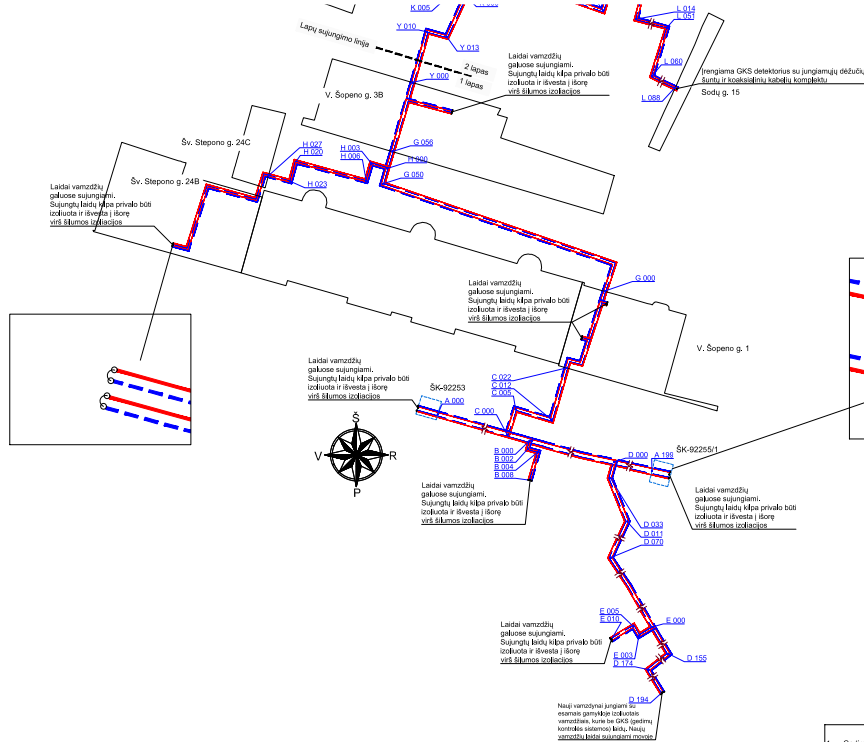 K 005
L 014
L 051
Y 010
Y 013
Lapų sujungimo linija
2 lapas
1 lapas
Y 000
Laidai vamzdžių
galuose sujungiami.
Sujungtų laidų kilpa privalo būti
izoliuota ir išvesta į išorę
virš šilumos izoliacijos
L 060
L 088
Įrengiama GKS detektorius su jungiamųjų dėžučių,
šuntų ir koaksialinių kabelių komplektu
Sodų g. 15
V. Šopeno g. 3B
Šv. Stepono g. 24C
H 027
H 020
H 003
H 006
G 056
H 000
G 050
H 023
Šv. Stepono g. 24B
Laidai vamzdžių
galuose sujungiami.
Sujungtų laidų kilpa privalo būti
izoliuota ir išvesta į išorę
virš šilumos izoliacijos
G 000
Laidai vamzdžių
galuose sujungiami.
Sujungtų laidų kilpa privalo būti
izoliuota ir išvesta į išorę
virš šilumos izoliacijos
V. Šopeno g. 1
Laidai vamzdžių
galuose sujungiami.
Sujungtų laidų kilpa privalo būti
izoliuota ir išvesta į išorę
virš šilumos izoliacijos
ŠK-92253
A 000
C 022
C 012
C 005
C 000
Š
V
R
P
B 000
B 002
B 004
B 008
Laidai vamzdžių
galuose sujungiami.
Sujungtų laidų kilpa privalo būti
izoliuota ir išvesta į išorę
virš šilumos izoliacijos
D 000
A 199
ŠK-92255/1
Laidai vamzdžių
galuose sujungiami.
Sujungtų laidų kilpa privalo būti
izoliuota ir išvesta į išorę
virš šilumos izoliacijos
D 033
D 011
D 070
E 005
E 010
E 000
Laidai vamzdžių
galuose sujungiami.
Sujungtų laidų kilpa privalo būti
izoliuota ir išvesta į išorę
virš šilumos izoliacijos
E 003
D 174
D 155
D 194
Nauji vamzdynai jungiami su
esamais gamykloje izoliuotais
vamzdžiais, kurie be GKS (gedimų
kontrolės sistemos) laidų. Naujų
vamzdžių laidai sujungiami movoje